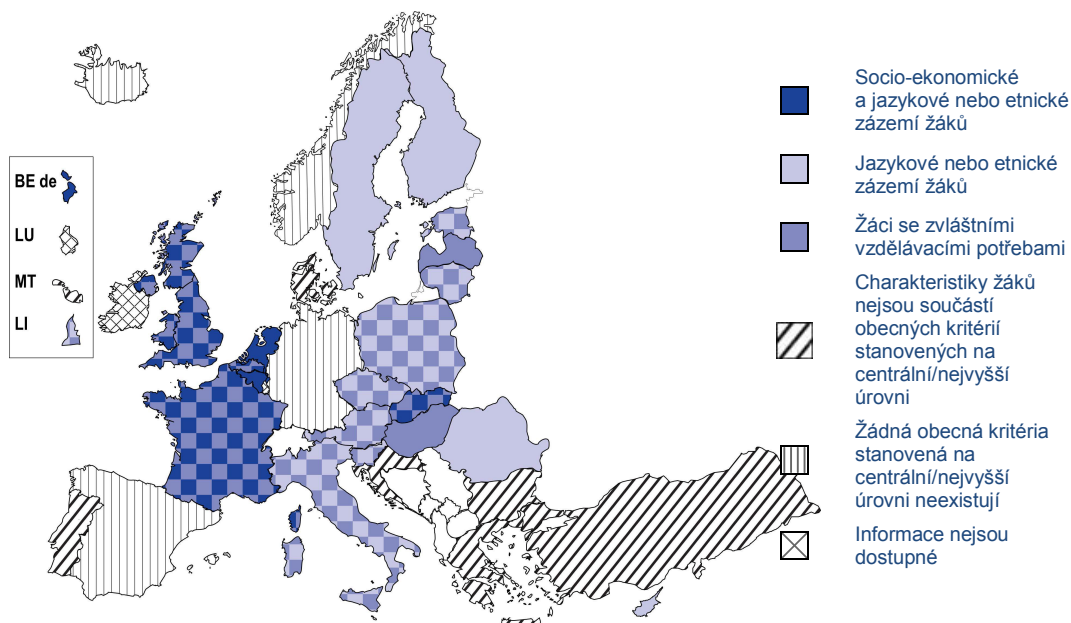 BE de
LU
MT
LI
Socio-ekonomické
a jazykové nebo etnické
zázemí žáků
Jazykové nebo etnické
zázemí žáků
Žáci se zvláštními
vzdělávacími potřebami
Charakteristiky žáků
nejsou součástí
obecných kritérií
stanovených na
centrální/nejvyšší
úrovni
Žádná obecná kritéria
stanovená na
centrální/nejvyšší
úrovni neexistují
Informace nejsou
dostupné